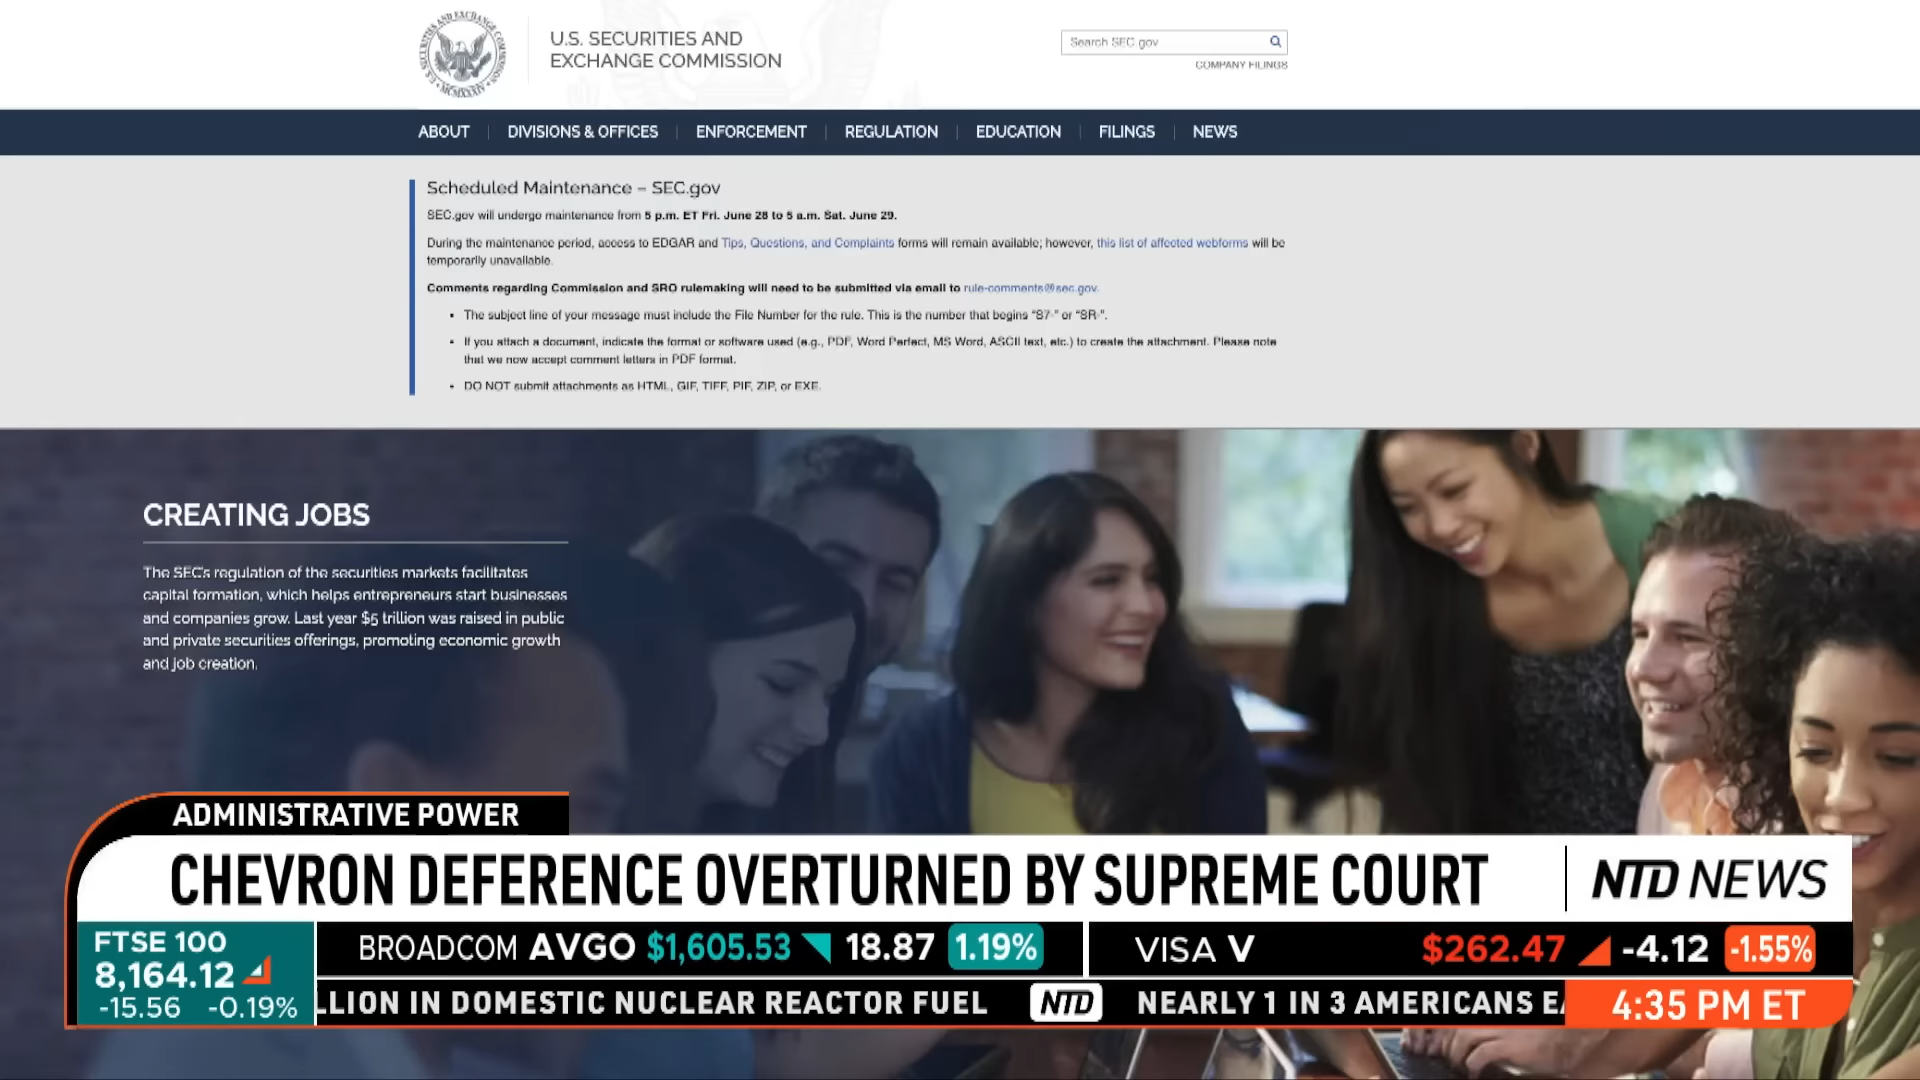 U.S. SECURITIES AND
EXCHANGE COMMISSION
Search SEC.gov
COMPANY FILINGS
ABOUT
DIVISIONS & OFFICES
ENFORCEMENT
REGULATION
EDUCATION
FILINGS
NEWS
Scheduled Maintenance – SEC.gov
SEC.gov will undergo maintenance from 5 p.m. ET Fri. June 28 to 5 a.m. Sat. June 29.
During the maintenance period, access to EDGAR and Tips, Questions, and Complaints forms will remain available; however, this list of affected webforms will be
temporarily unavailable.
Comments regarding Commission and SRO rulemaking will need to be submitted via email to rule-comments@sec.gov.
• The subject line of your message must include the File Number for the rule. This is the number that begins “S7-” or “SR-”.
• If you attach a document, indicate the format or software used (e.g., PDF, Word Perfect, MS Word, ASCII text, etc.) to create the attachment. Please note
that we now accept comment letters in PDF format.
• DO NOT submit attachments as HTML, GIF, TIFF, PIF, ZIP, or EXE.
CREATING JOBS
The SEC's regulation of the securities markets facilitates
capital formation, which helps entrepreneurs start businesses
and companies grow. Last year $5 trillion was raised in public
and private securities offerings, promoting economic growth
and job creation.
ADMINISTRATIVE POWER
CHEVRON DEFERENCE OVERTURNED BY SUPREME COURT
NTD NEWS
FTSE 100
8,164.12
-15.56 -0.19%
BROADCOM AVGO $1,605.53 18.87 1.19%
VISA V $262.47 -4.12 -1.55%
LLION IN DOMESTIC NUCLEAR REACTOR FUEL NTD NEARLY 1 IN 3 AMERICANS EA
4:35 PM ET